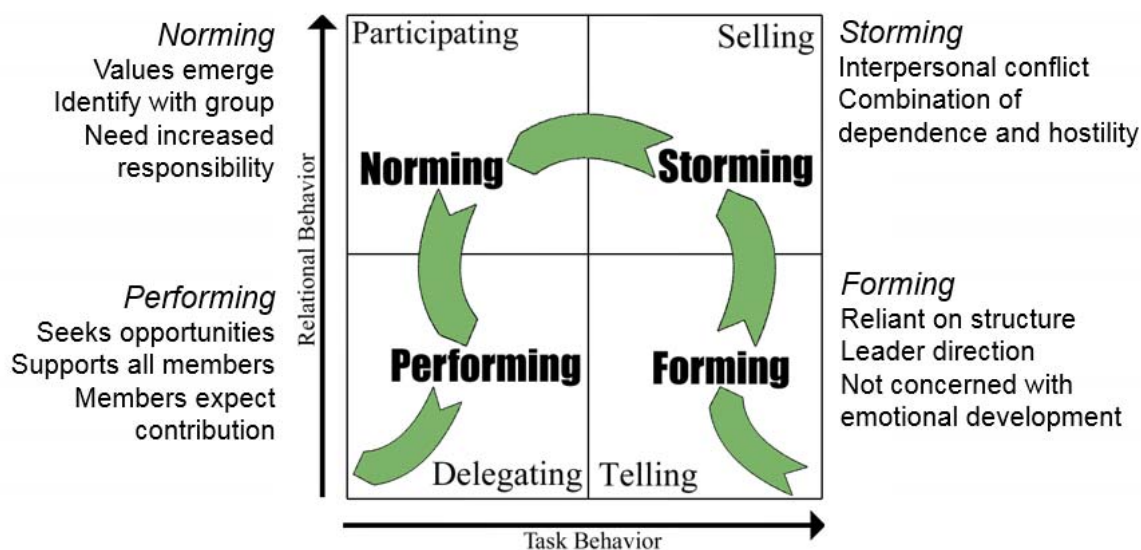 Norming
Values emerge
Identify with group
Need increased
responsibility
Performing
Seeks opportunities
Supports all members
Members expect
contribution
Relational Behavior
Participating
Selling
Norming
Storming
Performing
Forming
Delegating
Telling
Task Behavior
Storming
Interpersonal conflict
Combination of
dependence and hostility
Forming
Reliant on structure
Leader direction
Not concerned with
emotional development